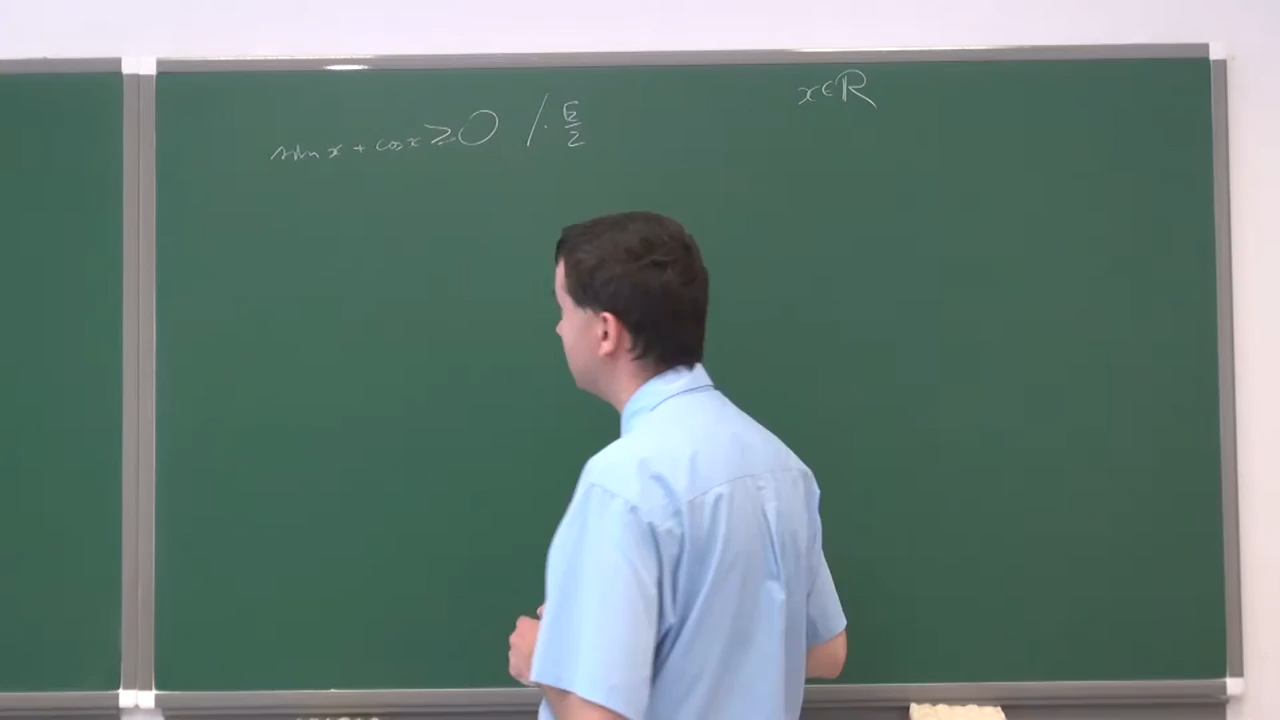 sin x + cos x ≥ 0 /· √2/2
x ∈ ℝ